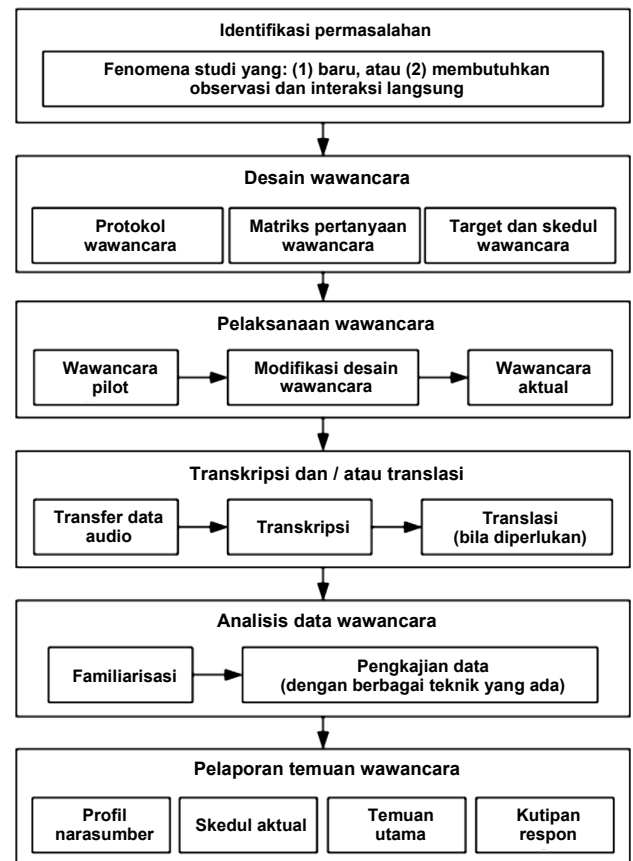 Identifikasi permasalahan
Fenomena studi yang: (1) baru, atau (2) membutuhkan
observasi dan interaksi langsung
Desain wawancara
Protokol
wawancara
Matriks pertanyaan
wawancara
Target dan skedul
wawancara
Pelaksanaan wawancara
Wawancara
pilot
Modifikasi desain
wawancara
Wawancara
aktual
Transkripsi dan / atau translasi
Transfer data
audio
Transkripsi
Translasi
(bila diperlukan)
Analisis data wawancara
Familiarisasi
Pengkajian data
(dengan berbagai teknik yang ada)
Pelaporan temuan wawancara
Profil
narasumber
Skedul aktual
Temuan
utama
Kutipan
respon